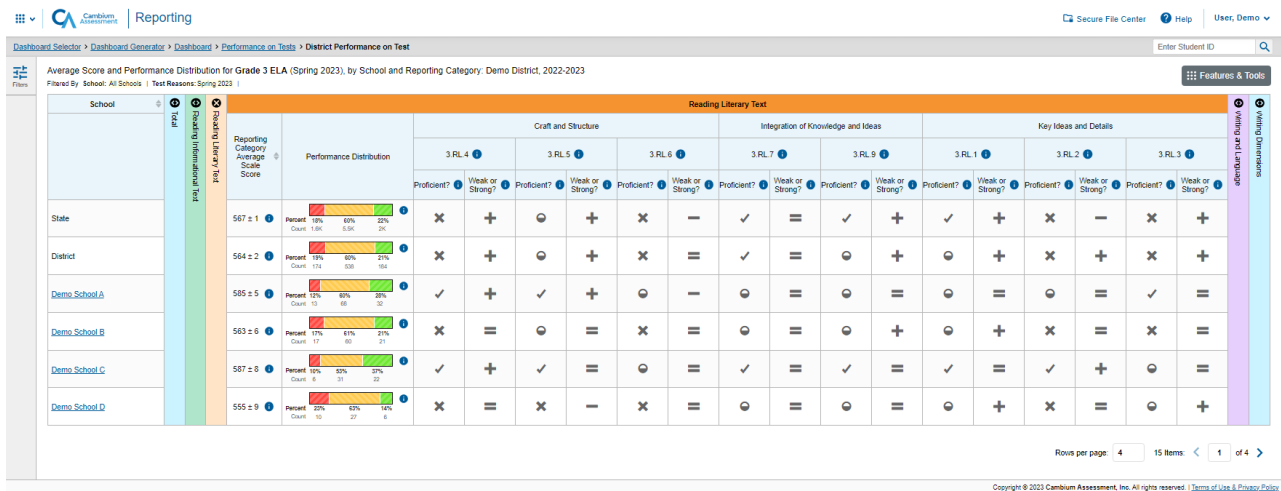 Cambium Assessment Reporting Secure File Center Help User, Demo
Dashboard Selector > Dashboard Generator > Dashboard > Performance on Tests > District Performance on Test Enter Student ID
Average Score and Performance Distribution for Grade 3 ELA (Spring 2023), by School and Reporting Category: Demo District, 2022-2023
Filters Filtered By School: All Schools | Test Reasons: Spring 2023 | Features & Tools
School Total Reading Informational Text Reading Literary Text Reading Literary Text Writing and Language Writing Dimensions
Reporting Category Average Scale Score Performance Distribution
Craft and Structure Integration of Knowledge and Ideas Key Ideas and Details
3.RL.4 3.RL.5 3.RL.6 3.RL.7 3.RL.9 3.RL.1 3.RL.2 3.RL.3
Proficient? Weak or Strong? Proficient? Weak or Strong? Proficient? Weak or Strong? Proficient? Weak or Strong? Proficient? Weak or Strong? Proficient? Weak or Strong? Proficient? Weak or Strong? Proficient? Weak or Strong?
State 567 ± 1 Percent 18% 60% 22%
Count 1.6K 5.5K 2K
District 564 ± 2 Percent 19% 60% 21%
Count 174 536 184
Demo School A 585 ± 5 Percent 12% 60% 28%
Count 13 68 32
Demo School B 563 ± 6 Percent 17% 61% 21%
Count 17 60 21
Demo School C 587 ± 8 Percent 10% 53% 37%
Count 6 31 22
Demo School D 555 ± 9 Percent 23% 63% 14%
Count 10 27 6
Rows per page: 4 15 Items: 1 of 4
Copyright © 2023 Cambium Assessment, Inc. All rights reserved. | Terms of Use & Privacy Policy